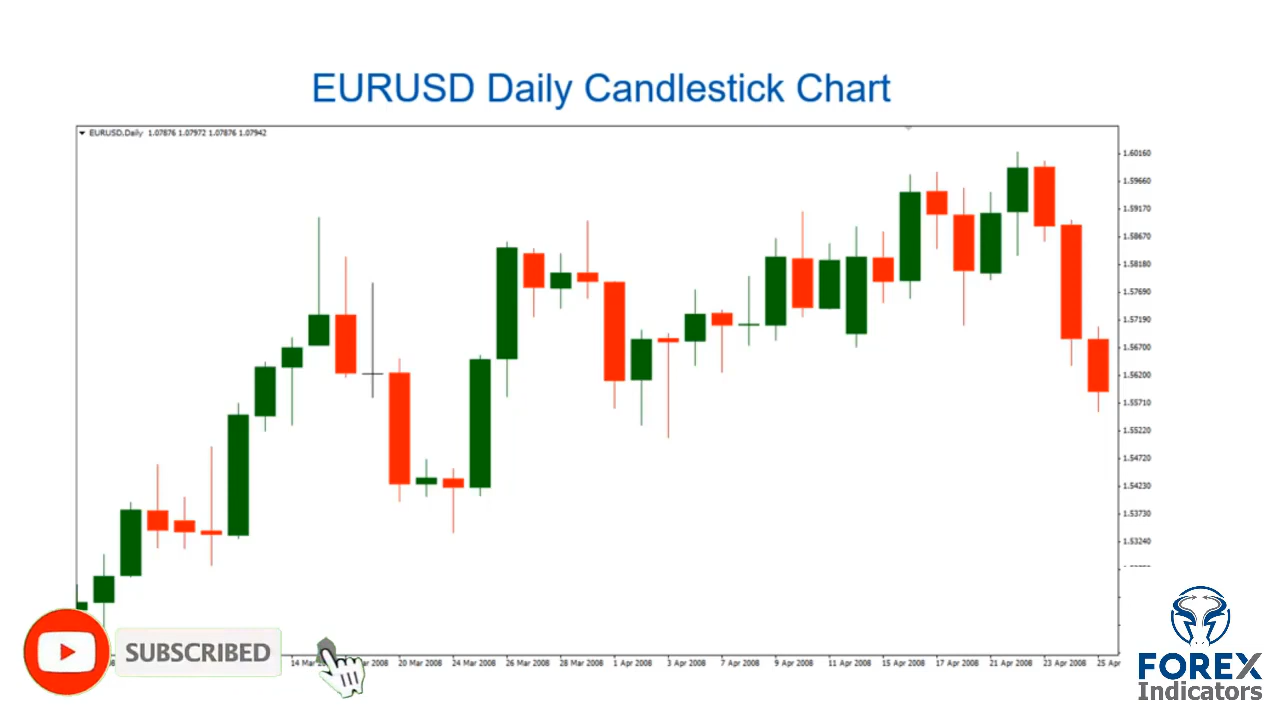 EURUSD Daily Candlestick Chart
EURUSD,Daily 1.07876 1.07972 1.07876 1.07942
1.60160
1.59660
1.59170
1.58670
1.58180
1.57690
1.57190
1.56700
1.56200
1.55710
1.55220
1.54720
1.54230
1.53730
1.53240
SUBSCRIBED
14 Mar 2008 20 Mar 2008 24 Mar 2008 26 Mar 2008 28 Mar 2008 1 Apr 2008 3 Apr 2008 7 Apr 2008 9 Apr 2008 11 Apr 2008 15 Apr 2008 17 Apr 2008 21 Apr 2008 23 Apr 2008 25 Apr
FOREX
Indicators